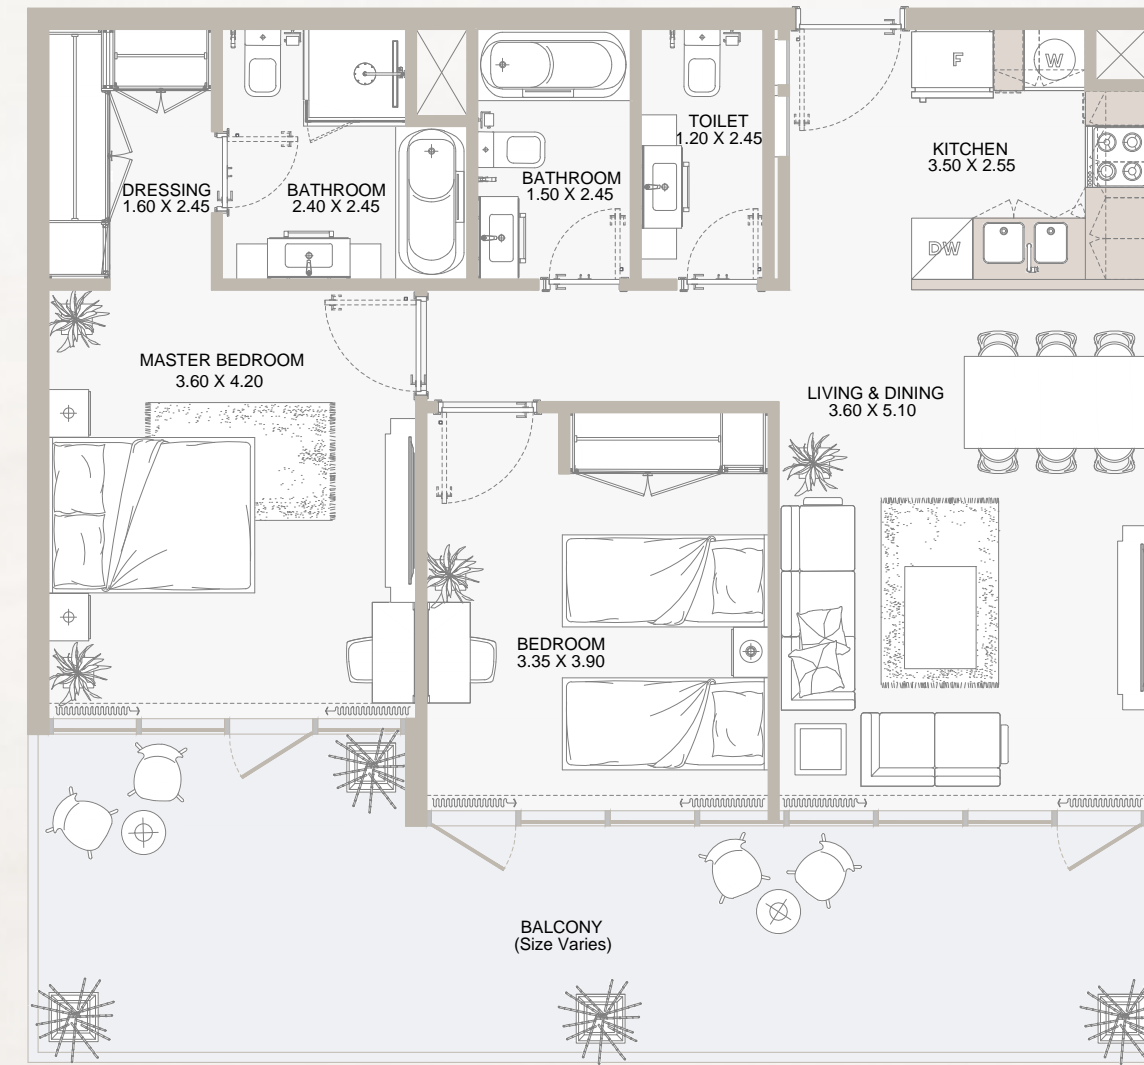 F
W
TOILET
1.20 X 2.45
KITCHEN
3.50 X 2.55
BATHROOM
1.50 X 2.45
DRESSING
1.60 X 2.45
BATHROOM
2.40 X 2.45
DW
MASTER BEDROOM
3.60 X 4.20
LIVING & DINING
3.60 X 5.10
BEDROOM
3.35 X 3.90
BALCONY
(Size Varies)